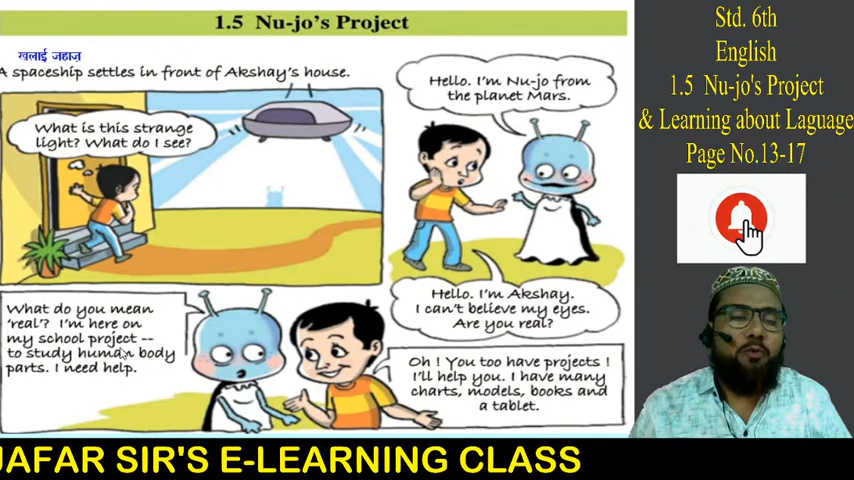 1.5 Nu-jo's Project
खलाई जहाज़
A spaceship settles in front of Akshay's house.
What is this strange
light? What do I see?
Hello. I'm Nu-jo from
the planet Mars.
Hello. I'm Akshay.
I can't believe my eyes.
Are you real?
What do you mean
'real'? I'm here on
my school project --
to study human body
parts. I need help.
Oh! You too have projects!
I'll help you. I have many
charts, models, books and
a tablet.
Std. 6th
English
1.5 Nu-jo's Project
& Learning about Laguage
Page No.13-17
JAFAR SIR'S E-LEARNING CLASS